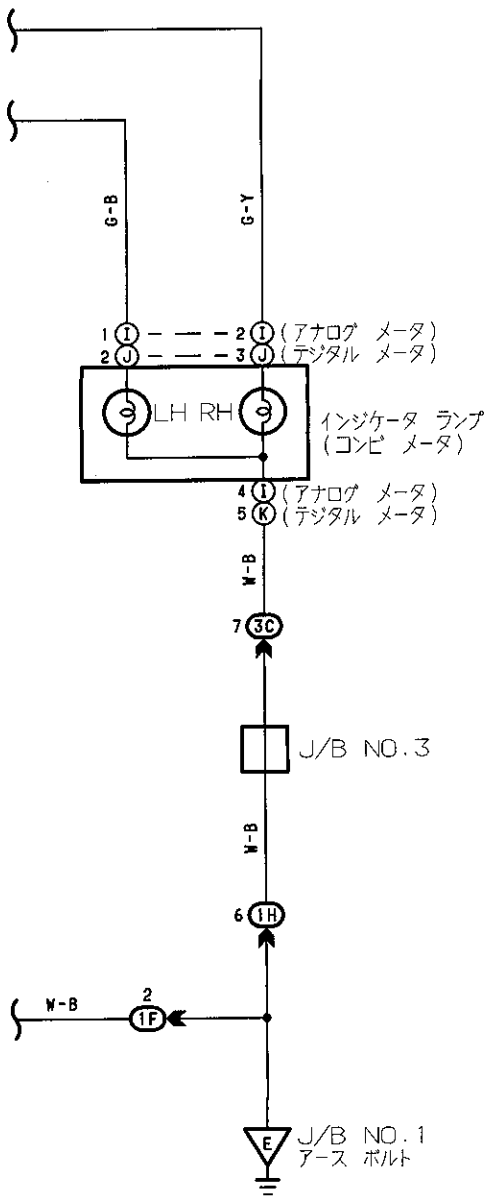 G-B
G-Y
1 I — — — 2 I (アナログ メータ)
2 J — — — 3 J (デジタル メータ)
LH RH
インジケータ ランプ
(コンビ メータ)
4 I (アナログ メータ)
5 K (デジタル メータ)
W-B
7 3C
J/B NO.3
W-B
6 1H
W-B
2
1F
E
J/B NO.1
アース ボルト